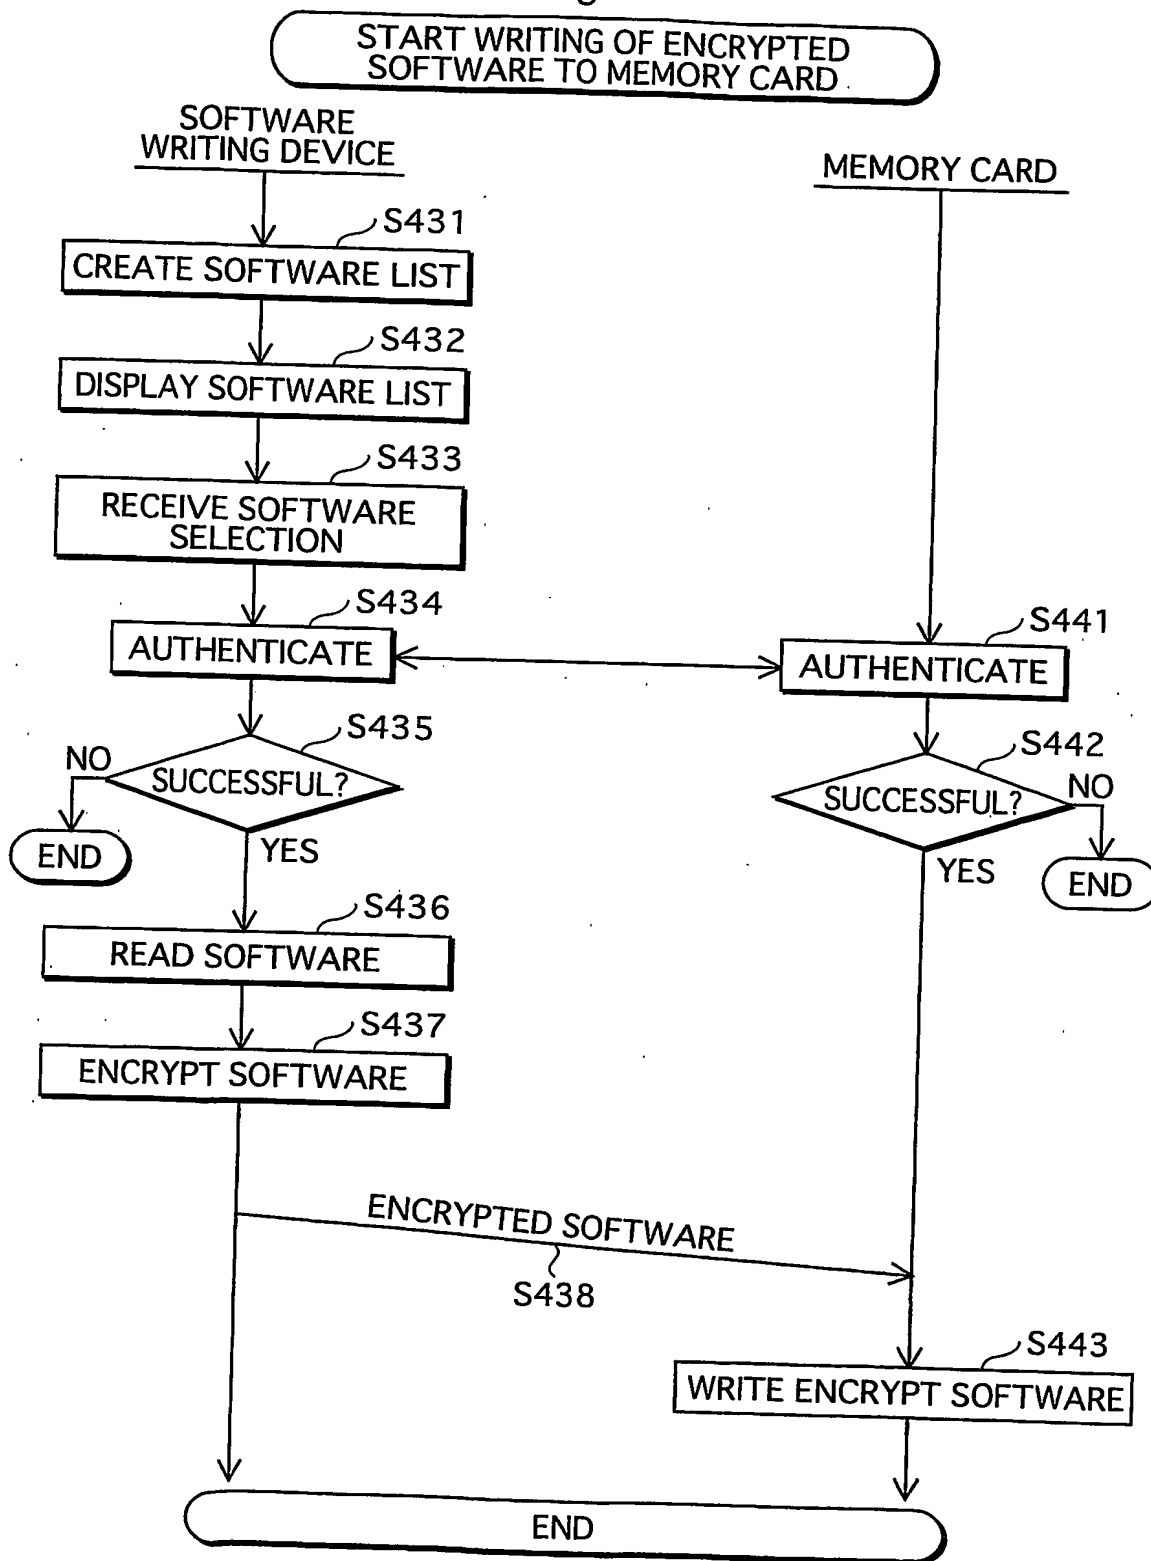 START WRITING OF ENCRYPTED
SOFTWARE TO MEMORY CARD
SOFTWARE
WRITING DEVICE
MEMORY CARD
S431
CREATE SOFTWARE LIST
S432
DISPLAY SOFTWARE LIST
S433
RECEIVE SOFTWARE
SELECTION
S434
AUTHENTICATE
S441
AUTHENTICATE
S435
NO
SUCCESSFUL?
END
YES
S442
SUCCESSFUL?
NO
YES
END
S436
READ SOFTWARE
S437
ENCRYPT SOFTWARE
ENCRYPTED SOFTWARE
S438
S443
WRITE ENCRYPT SOFTWARE
END